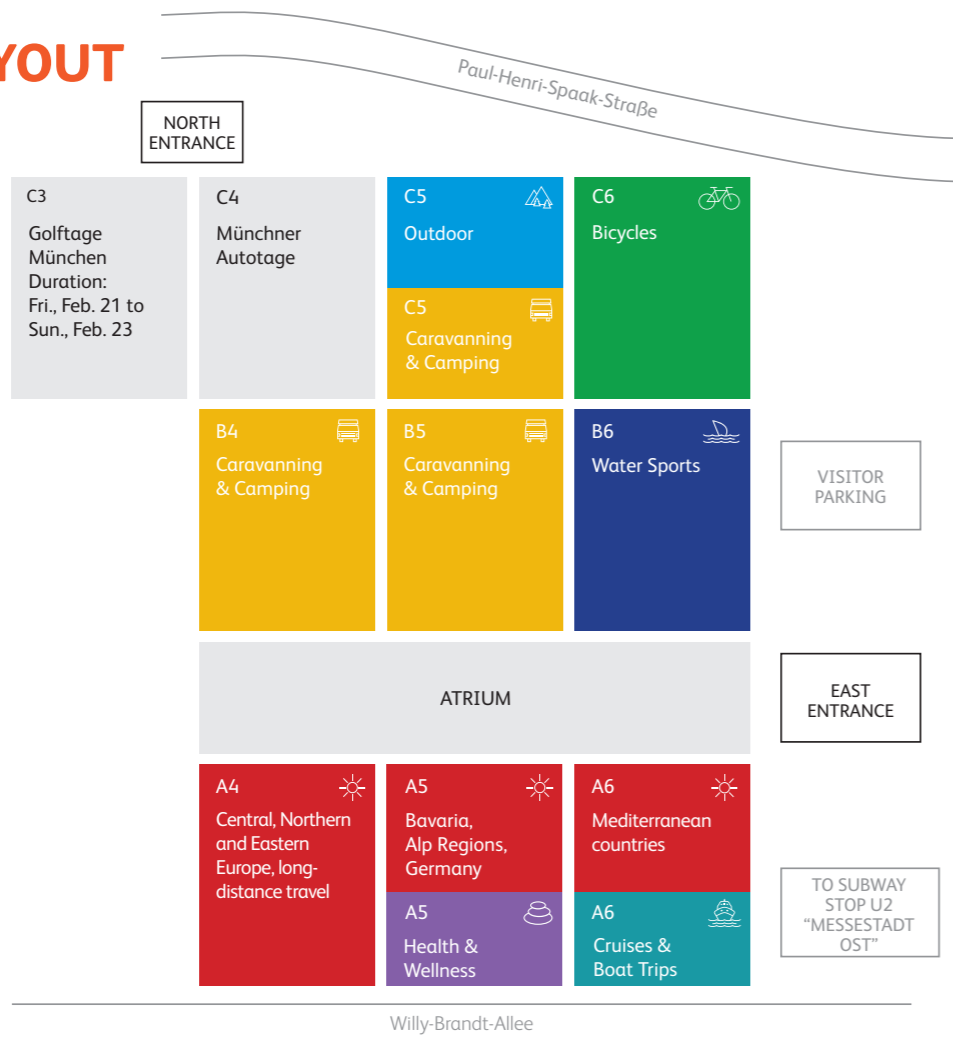 YOUT
Paul-Henri-Spaak-Straße
NORTH
ENTRANCE
C3
Golftage
München
Duration:
Fri., Feb. 21 to
Sun., Feb. 23
C4
Münchner
Autotage
C5
Outdoor
C5
Caravanning
& Camping
C6
Bicycles
B4
Caravanning
& Camping
B5
Caravanning
& Camping
B6
Water Sports
VISITOR
PARKING
ATRIUM
EAST
ENTRANCE
A4
Central, Northern
and Eastern
Europe, long-
distance travel
A5
Bavaria,
Alp Regions,
Germany
A5
Health &
Wellness
A6
Mediterranean
countries
A6
Cruises &
Boat Trips
TO SUBWAY
STOP U2
“MESSESTADT
OST”
Willy-Brandt-Allee